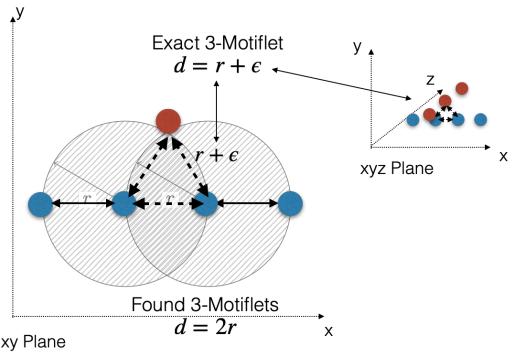 y
Exact 3-Motiflet
d = r + ϵ
y
z
x
xyz Plane
r + ϵ
r
r
Found 3-Motiflets
d = 2r
x
xy Plane